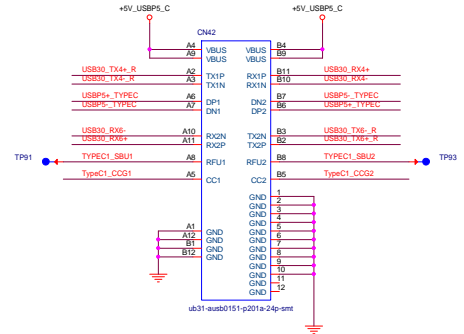 +5V_USBP5_C +5V_USBP5_C
CN42
A4 VBUS VBUS B4
A9 VBUS VBUS B9
USB30_TX4+_R A2 TX1P RX1P B11 USB30_RX4+
USB30_TX4-_R A3 TX1N RX1N B10 USB30_RX4-
USBP5+_TYPEC A6 DP1 DN2 B7 USBP5-_TYPEC
USBP5-_TYPEC A7 DN1 DP2 B6 USBP5+_TYPEC
USB30_RX6- A10 RX2N TX2N B3 USB30_TX6-_R
USB30_RX6+ A11 RX2P TX2P B2 USB30_TX6+_R
TP91 TYPEC1_SBU1 A8 RFU1 RFU2 B8 TYPEC1_SBU2 TP93
TypeC1_CCG1 A5 CC1 CC2 B5 TypeC1_CCG2
GND 1
GND 2
GND 3
GND 4
A1 GND GND 5
A12 GND GND 6
B1 GND GND 7
B12 GND GND 8
GND 9
GND 10
GND 11
GND 12
ub31-ausb0151-p201a-24p-smt